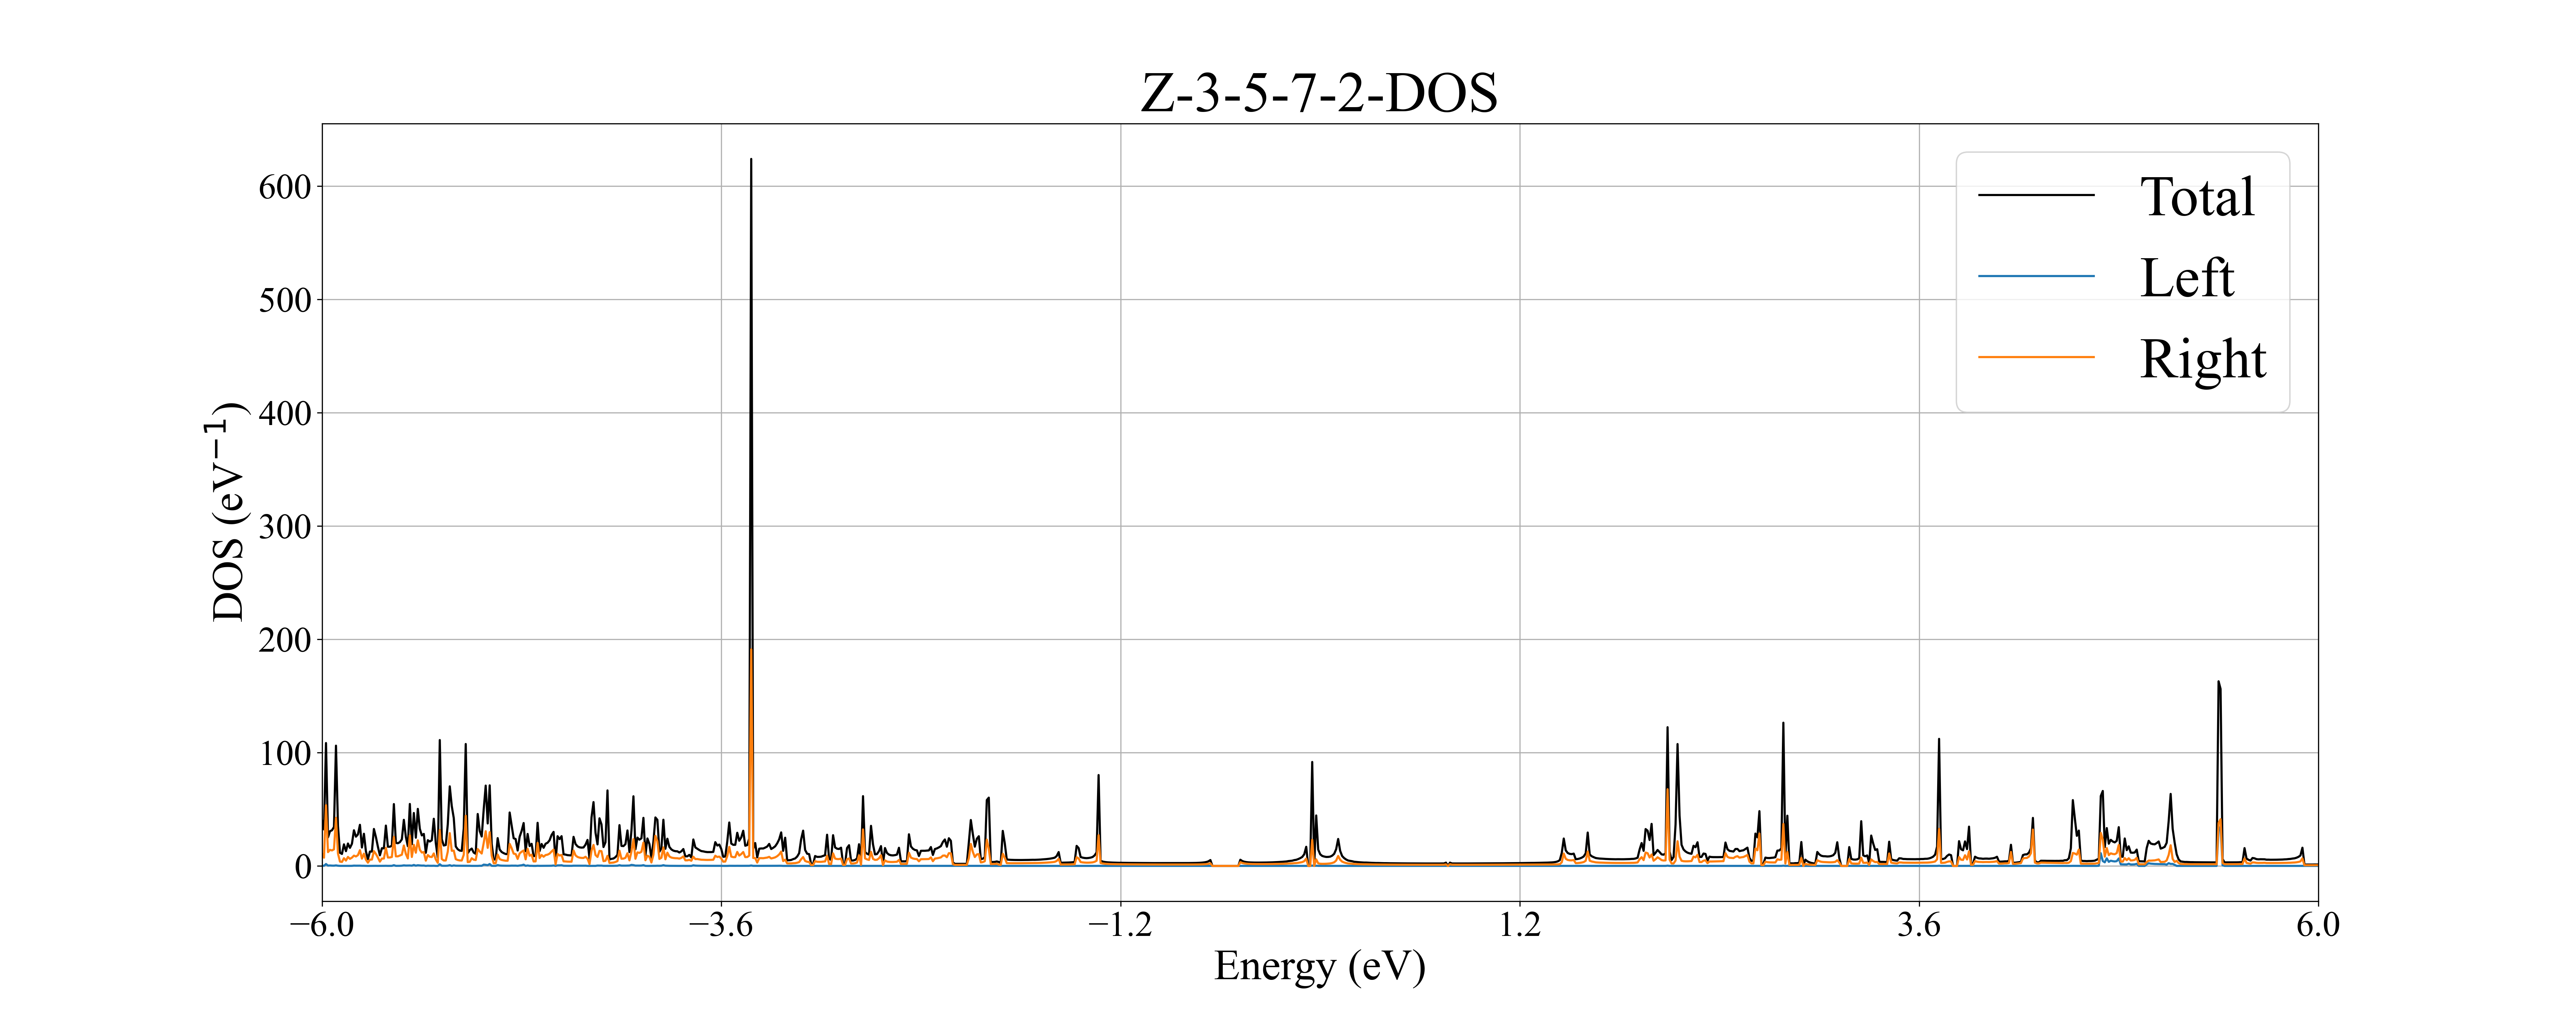 Z-3-5-7-2-DOS
Total
Left
Right
DOS (eV⁻¹)
600
500
400
300
200
100
0
−6.0
−3.6
−1.2
1.2
3.6
6.0
Energy (eV)